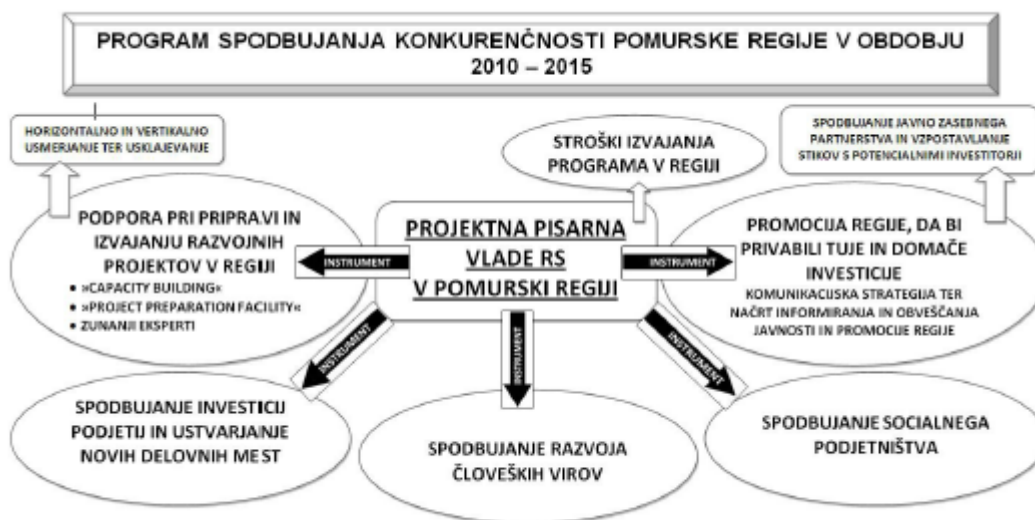 PROGRAM SPODBUJANJA KONKURENČNOSTI POMURSKE REGIJE V OBDOBJU
2010 – 2015
HORIZONTALNO IN VERTIKALNO
USMERJANJE TER USKLAJEVANJE
STROŠKI IZVAJANJA
PROGRAMA V REGIJI
SPODBUJANJE JAVNO ZASEBNEGA
PARTNERSTVA IN VZPOSTAVLJANJE
STIKOV S POTENCIALNIMI INVESTITORJI
PODPORA PRI PRIPRAVI IN
IZVAJANJU RAZVOJNIH
PROJEKTOV V REGIJI
• »CAPACITY BUILDING«
• »PROJECT PREPARATION FACILITY«
• ZUNANJI EKSPERTI
INSTRUMENT
PROJEKTNA PISARNA
VLADE RS
V POMURSKI REGIJI
INSTRUMENT
PROMOCIJA REGIJE, DA BI
PRIVABILI TUJE IN DOMAČE
INVESTICIJE
KOMUNIKACIJSKA STRATEGIJA TER
NAČRT INFORMIRANJA IN OBVEŠČANJA
JAVNOSTI IN PROMOCIJE REGIJE
INSTRUMENT
INSTRUMENT
INSTRUMENT
SPODBUJANJE INVESTICIJ
PODJETIJ IN USTVARJANJE
NOVIH DELOVNIH MEST
SPODBUJANJE RAZVOJA
ČLOVEŠKIH VIROV
SPODBUJANJE SOCIALNEGA
PODJETNIŠTVA